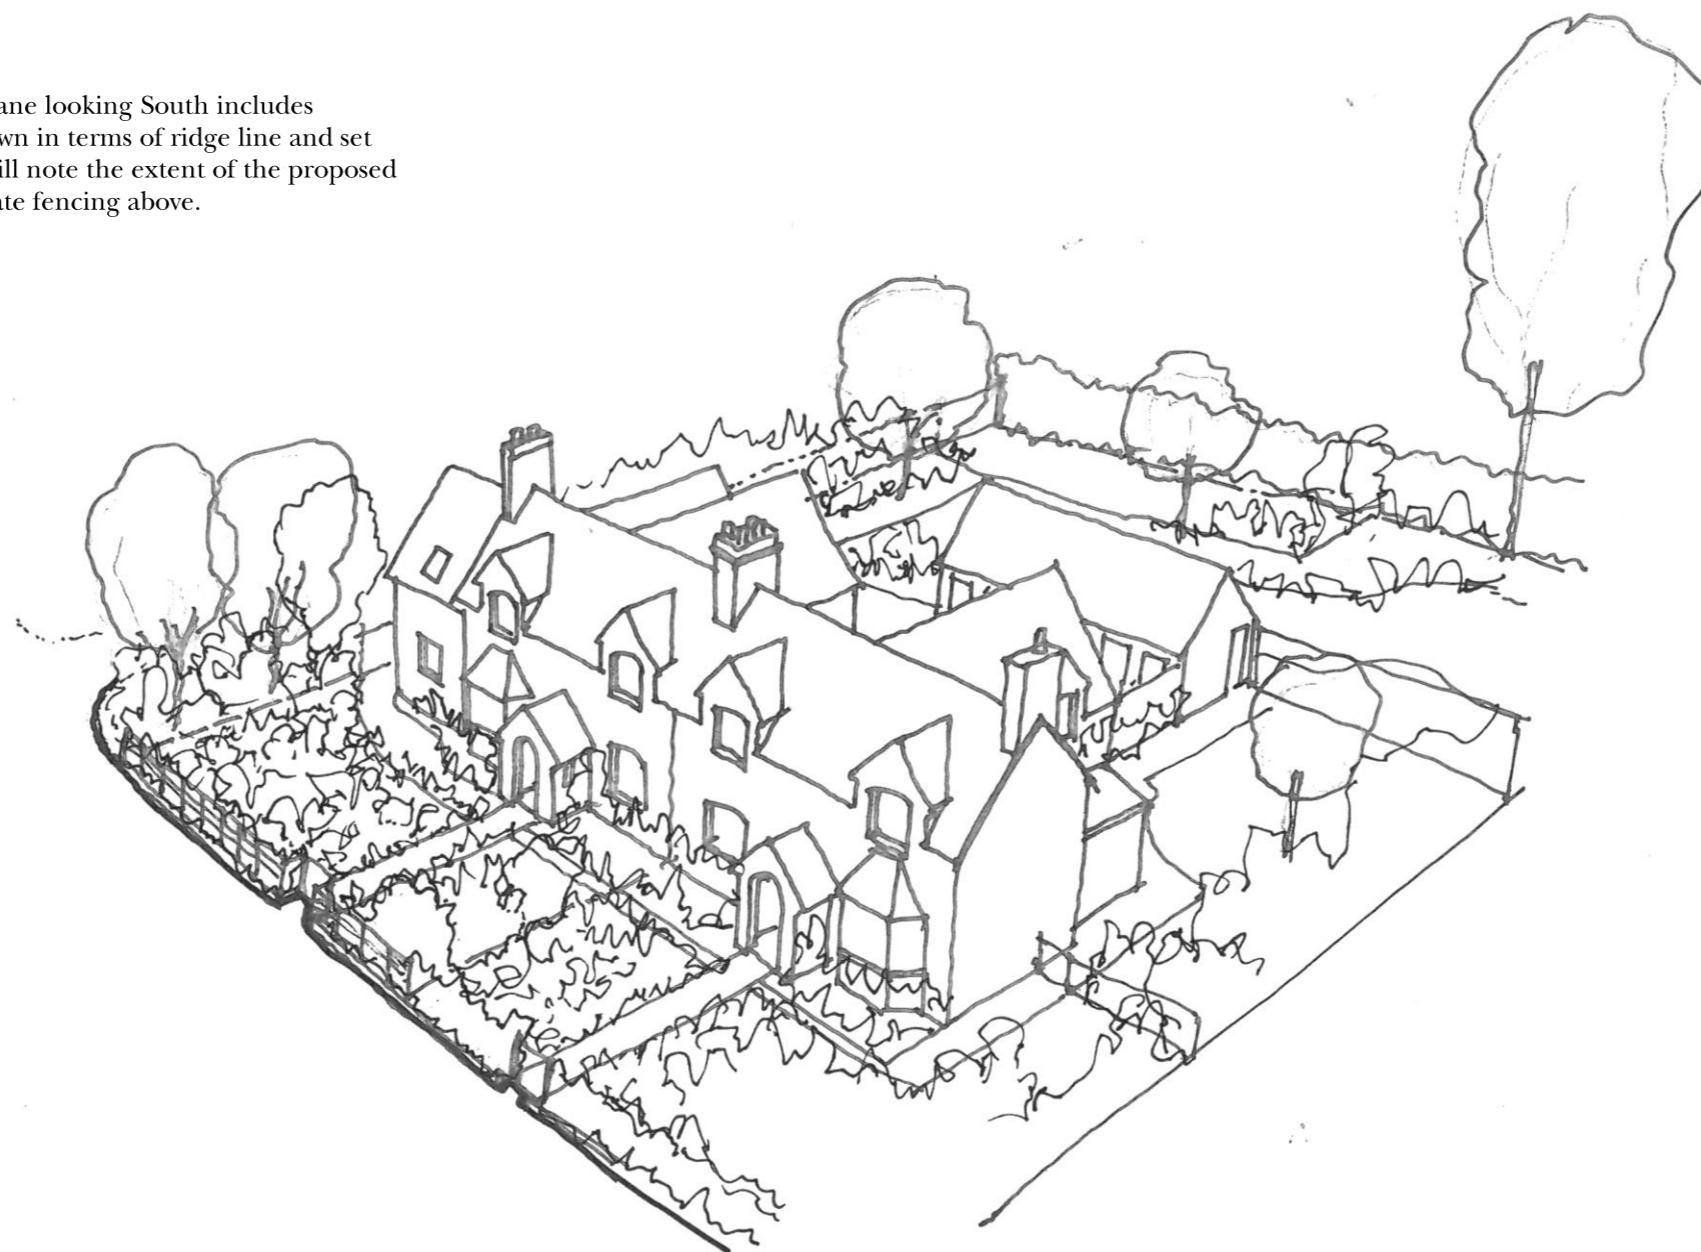 ane looking South includes
wn in terms of ridge line and set
ill note the extent of the proposed
ate fencing above.